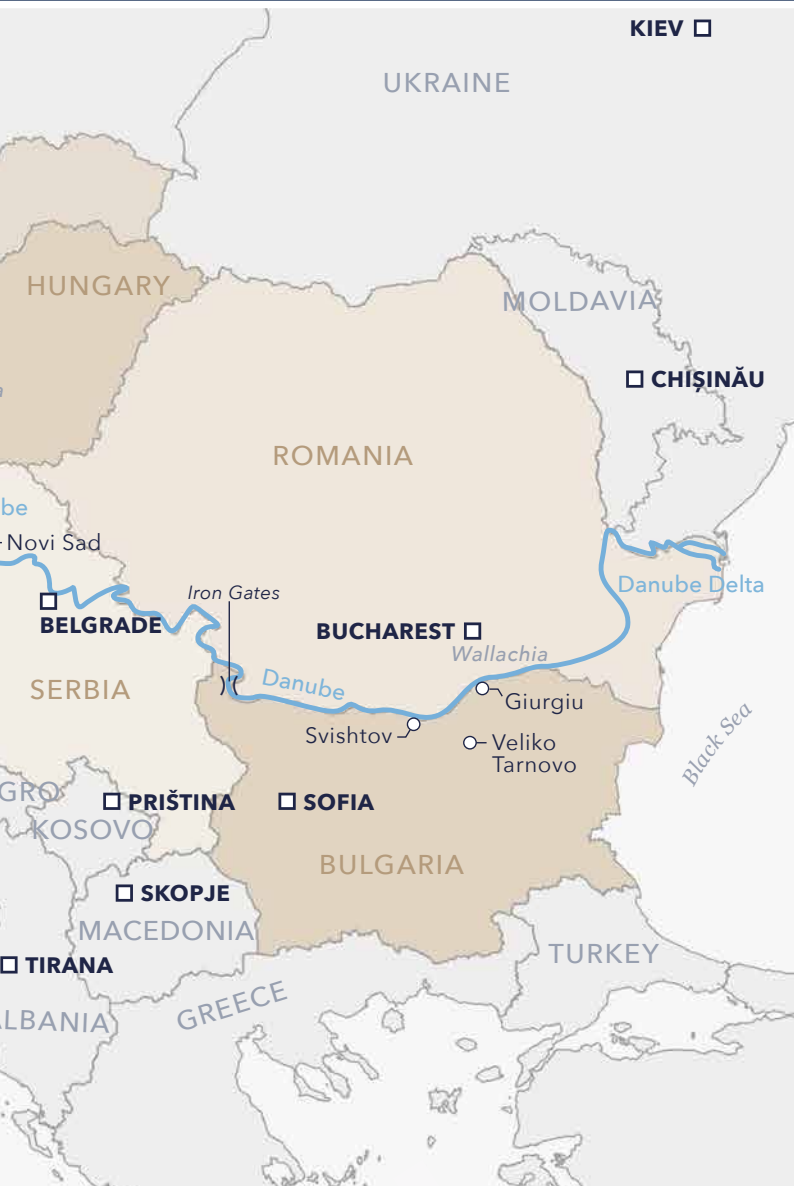 KIEV
UKRAINE
HUNGARY
MOLDAVIA
CHIȘINĂU
ROMANIA
be
Novi Sad
Danube Delta
Iron Gates
BELGRADE
BUCHAREST
Wallachia
SERBIA
Danube
Giurgiu
Svishtov
Veliko
Tarnovo
Black Sea
GRO
PRIŠTINA
SOFIA
KOSOVO
BULGARIA
SKOPJE
MACEDONIA
TURKEY
TIRANA
GREECE
LBANIA